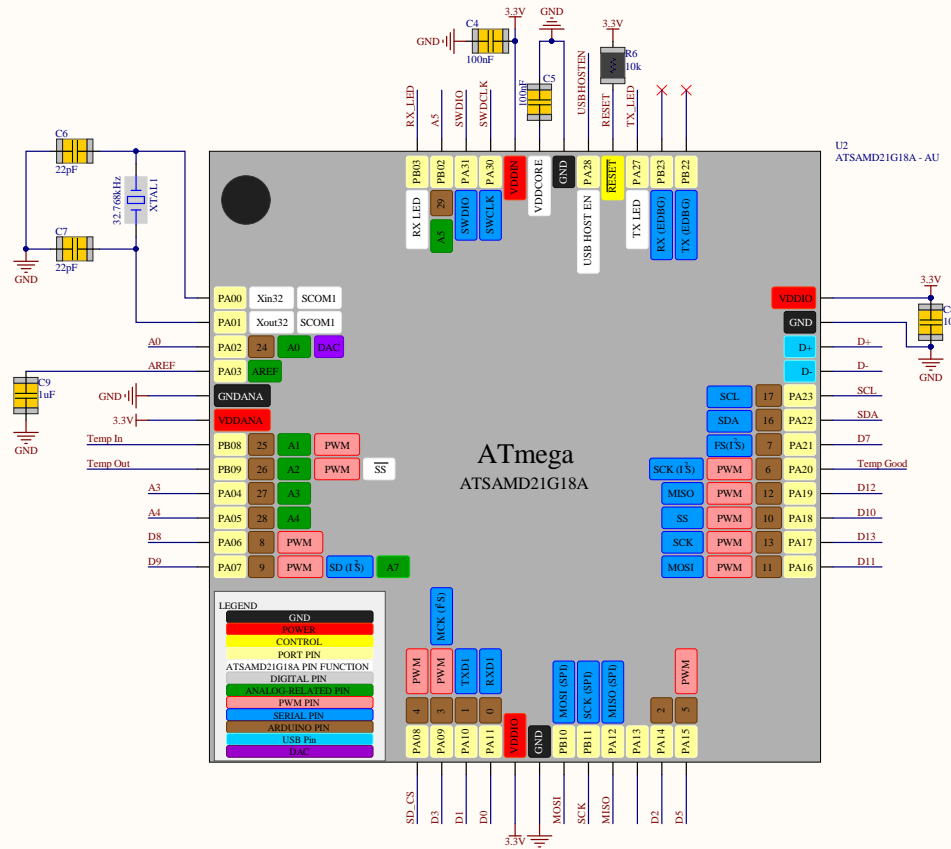 3.3V
GND
3.3V
C4
GND
100nF
C5
100nF
R6
10k
RX_LED
A5
SWDIO
SWDCLK
USBHOSTEN
RESET
TX_LED
U2
ATSAMD21G18A - AU
C6
22pF
32.768kHz
XTAL1
C7
22pF
GND
PB03
RX LED
PB02
29
A5
PA31
SWDIO
PA30
SWCLK
VDDIN
VDDCORE
GND
PA28
USB HOST EN
RESET
PA27
TX LED
PB23
RX (EDBG)
PB22
TX (EDBG)
PA00 Xin32 SCOM1
PA01 Xout32 SCOM1
A0 PA02 24 A0 DAC
AREF PA03 AREF
C9
1uF
GND
GND GNDANA
3.3V VDDANA
Temp In PB08 25 A1 PWM
Temp Out PB09 26 A2 PWM SS
A3 PA04 27 A3
A4 PA05 28 A4
D8 PA06 8 PWM
D9 PA07 9 PWM SD (I²S) A7
ATmega
ATSAMD21G18A
3.3V
VDDIO
GND
GND
D+ D+
D- D-
SCL 17 PA23 SCL
SDA 16 PA22 SDA
FS(I²S) 7 PA21 D7
SCK (I²S) PWM 6 PA20 Temp Good
MISO PWM 12 PA19 D12
SS PWM 10 PA18 D10
SCK PWM 13 PA17 D13
MOSI PWM 11 PA16 D11
LEGEND
GND
POWER
CONTROL
PORT PIN
ATSAMD21G18A PIN FUNCTION
DIGITAL PIN
ANALOG-RELATED PIN
PWM PIN
SERIAL PIN
ARDUINO PIN
USB Pin
DAC
PWM
4
PA08
SD_CS
MCK (I²S)
PWM
3
PA09
D3
TXD1
1
PA10
D1
RXD1
0
PA11
D0
VDDIO
3.3V
GND
MOSI (SPI)
PB10
MOSI
SCK (SPI)
PB11
SCK
MISO (SPI)
PA12
MISO
PA13
2
PA14
D2
PWM
5
PA15
D5